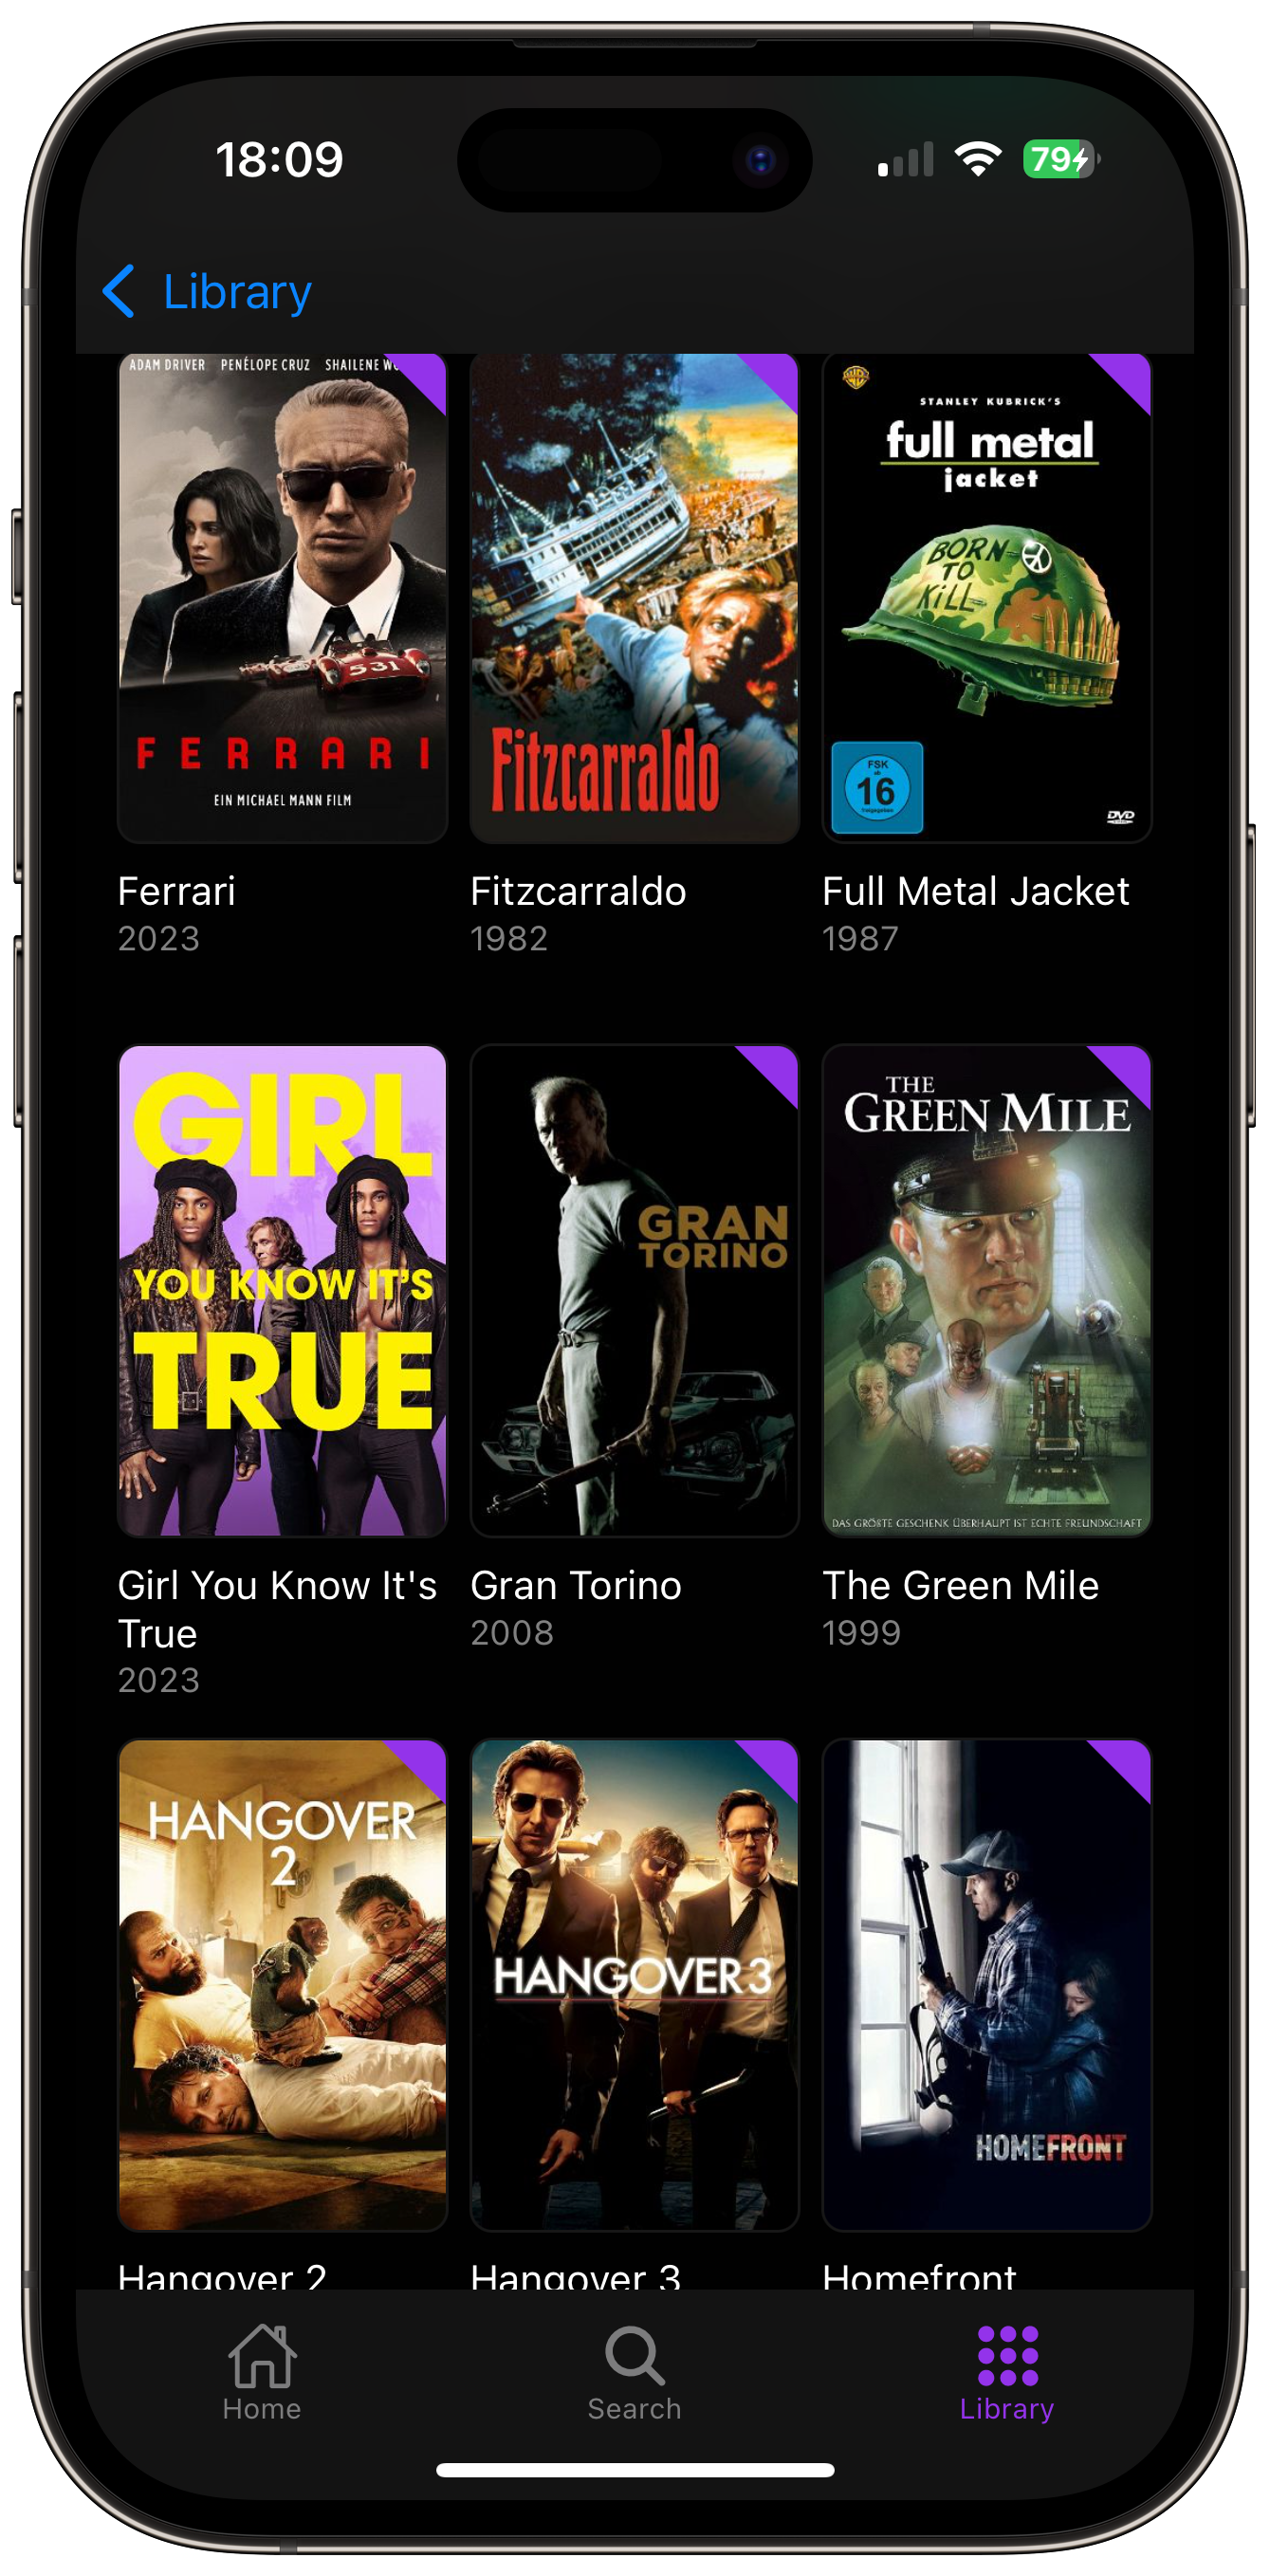 18:09
79
Library
ADAM DRIVER PENÉLOPE CRUZ SHAILENE
STANLEY KUBRICK'S
full metal
jacket
BORN
TO
KILL
531
FERRARI
EIN MICHAEL MANN FILM
Fitzcarraldo
FSK
ab
16
freigegeben
DVD
Ferrari
2023
Fitzcarraldo
1982
Full Metal Jacket
1987
GIRL
YOU KNOW IT'S
TRUE
GRAN
TORINO
THE
GREEN MILE
DAS GRÖßTE GESCHENK ÜBERHAUPT IST ECHTE FREUNDSCHAFT
Girl You Know It's
True
2023
Gran Torino
2008
The Green Mile
1999
HANGOVER
2
HANGOVER 3
HOMEFRONT
Hangover 2
Hangover 3
Homefront
Home
Search
Library